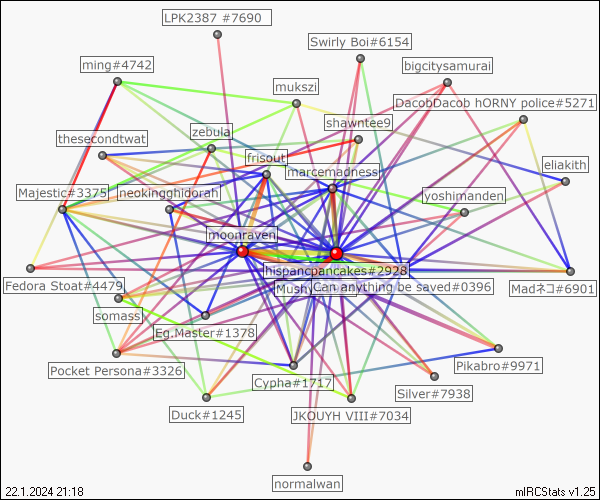 LPK2387 #7690
Swirly Boi#6154
ming#4742
bigcitysamurai
mukszi
DacobDacob hORNY police#5271
shawntee9
zebula
thesecondtwat
frisout
marcemadness
eliakith
Majestic#3375
neokingghidorah
yoshimanden
moonraven
hispancpancakes#2928
Fedora Stoat#4479
Can anything be saved#0396
Madネコ#6901
somass
Eg.Master#1378
Pocket Persona#3326
Pikabro#9971
Cypha#1717
Silver#7938
Duck#1245
JKOUYH VIII#7034
normalwan
22.1.2024 21:18
mIRCStats v1.25